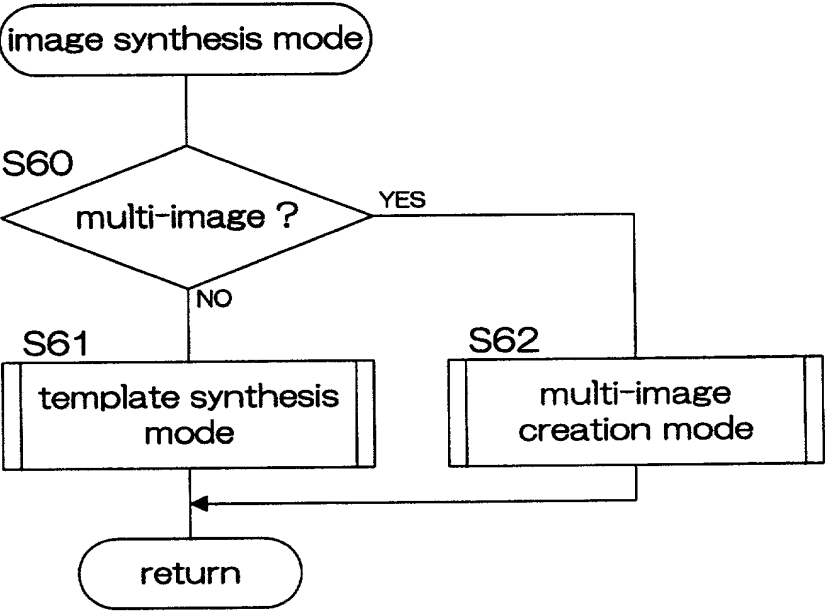 image synthesis mode
S60
multi-image ?
YES
NO
S61
template synthesis
mode
S62
multi-image
creation mode
return